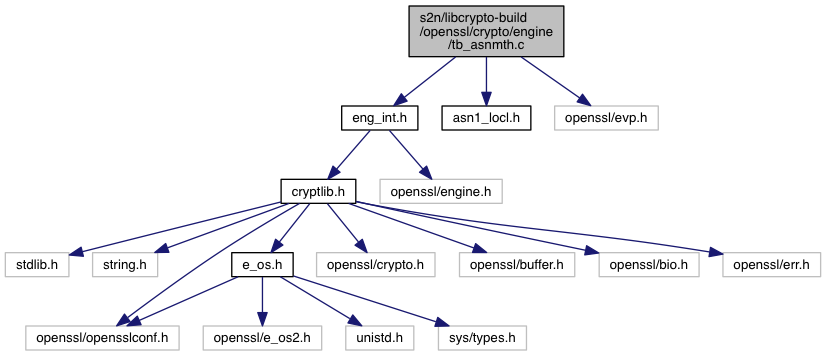 s2n/libcrypto-build
/openssl/crypto/engine
/tb_asnmth.c
eng_int.h
asn1_locl.h
openssl/evp.h
cryptlib.h
openssl/engine.h
stdlib.h
string.h
e_os.h
openssl/crypto.h
openssl/buffer.h
openssl/bio.h
openssl/err.h
openssl/opensslconf.h
openssl/e_os2.h
unistd.h
sys/types.h